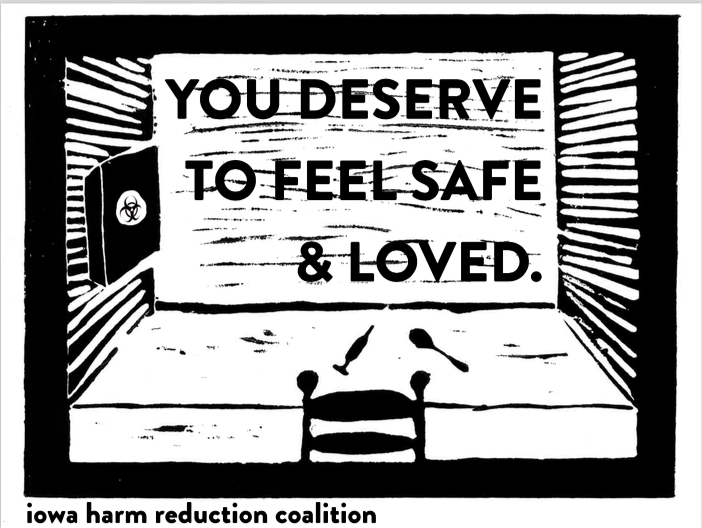 YOU DESERVE
TO FEEL SAFE
& LOVED.
iowa harm reduction coalition